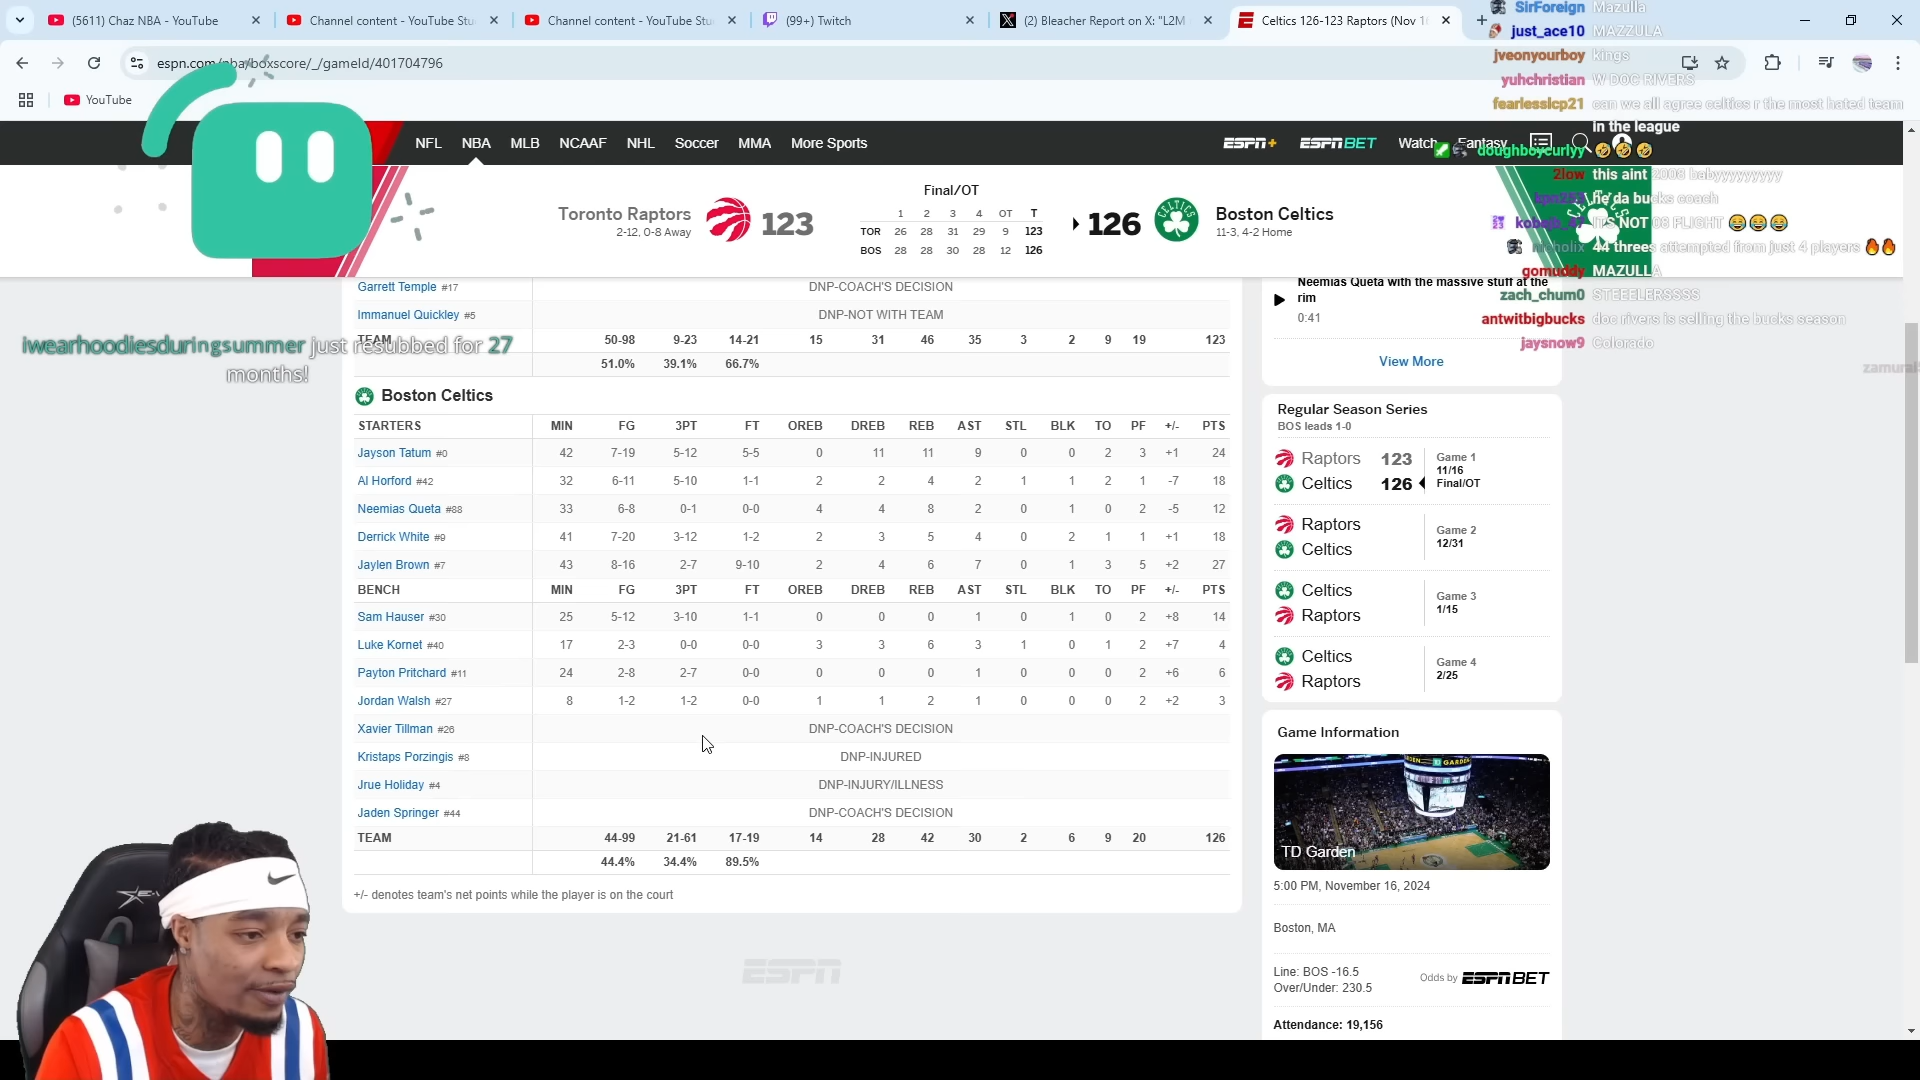 (5611) Chaz NBA - YouTube
Channel content - YouTube Stu
Channel content - YouTube Stu
(99+) Twitch
(2) Bleacher Report on X: "L2M
Celtics 126-123 Raptors (Nov 1
espn.com/nba/boxscore/_/gameId/401704796
YouTube
NFL NBA MLB NCAAF NHL Soccer MMA More Sports
ESPN+ ESPN BET Watch Fantasy
SirForeign Mazulla
just_ace10 MAZZULA
jveonyourboy kings
yuhchristian W DOC RIVERS
fearlesslcp21 can we all agree celtics r the most hated team
in the league
doughboycurlyy 🤣🤣🤣
2low this aint 2008 babyyyyyyyyy
he da bucks coach
NOT 08 FLIGHT 😂😂😂
44 threes attempted from just 4 players 🔥🔥
gomuddy MAZULLA
zach_chum0 STEEELERSSSS
antwitbigbucks doc rivers is selling the bucks season
jaysnow9 Colorado
Final/OT
Toronto Raptors 123
2-12, 0-8 Away
1 2 3 4 OT T
TOR 26 28 31 29 9 123
BOS 28 28 30 28 12 126
126 CELTICS Boston Celtics
11-3, 4-2 Home
Garrett Temple #17 DNP-COACH'S DECISION
Immanuel Quickley #5 DNP-NOT WITH TEAM
TEAM 50-98 9-23 14-21 15 31 46 35 3 2 9 19 123
51.0% 39.1% 66.7%
iwearhoodiesduringsummer just resubbed for 27
months!
Boston Celtics
STARTERS MIN FG 3PT FT OREB DREB REB AST STL BLK TO PF +/- PTS
Jayson Tatum #0 42 7-19 5-12 5-5 0 11 11 9 0 0 2 3 +1 24
Al Horford #42 32 6-11 5-10 1-1 2 2 4 2 1 1 2 1 -7 18
Neemias Queta #88 33 6-8 0-1 0-0 4 4 8 2 0 1 0 2 -5 12
Derrick White #9 41 7-20 3-12 1-2 2 3 5 4 0 2 1 1 +1 18
Jaylen Brown #7 43 8-16 2-7 9-10 2 4 6 7 0 1 3 5 +2 27
BENCH MIN FG 3PT FT OREB DREB REB AST STL BLK TO PF +/- PTS
Sam Hauser #30 25 5-12 3-10 1-1 0 0 0 1 0 1 0 2 +8 14
Luke Kornet #40 17 2-3 0-0 0-0 3 3 6 3 1 0 1 2 +7 4
Payton Pritchard #11 24 2-8 2-7 0-0 0 0 0 1 0 0 0 2 +6 6
Jordan Walsh #27 8 1-2 1-2 0-0 1 1 2 1 0 0 0 2 +2 3
Xavier Tillman #26 DNP-COACH'S DECISION
Kristaps Porzingis #8 DNP-INJURED
Jrue Holiday #4 DNP-INJURY/ILLNESS
Jaden Springer #44 DNP-COACH'S DECISION
TEAM 44-99 21-61 17-19 14 28 42 30 2 6 9 20 126
44.4% 34.4% 89.5%
+/- denotes team's net points while the player is on the court
ESPN
Neemias Queta with the massive stuff at the
rim
0:41
View More
Regular Season Series
BOS leads 1-0
Raptors 123
Celtics 126
Game 1
11/16
Final/OT
Raptors
Celtics
Game 2
12/31
Celtics
Raptors
Game 3
1/15
Celtics
Raptors
Game 4
2/25
Game Information
TD Garden
5:00 PM, November 16, 2024
Boston, MA
Line: BOS -16.5
Over/Under: 230.5
Odds by ESPN BET
Attendance: 19,156